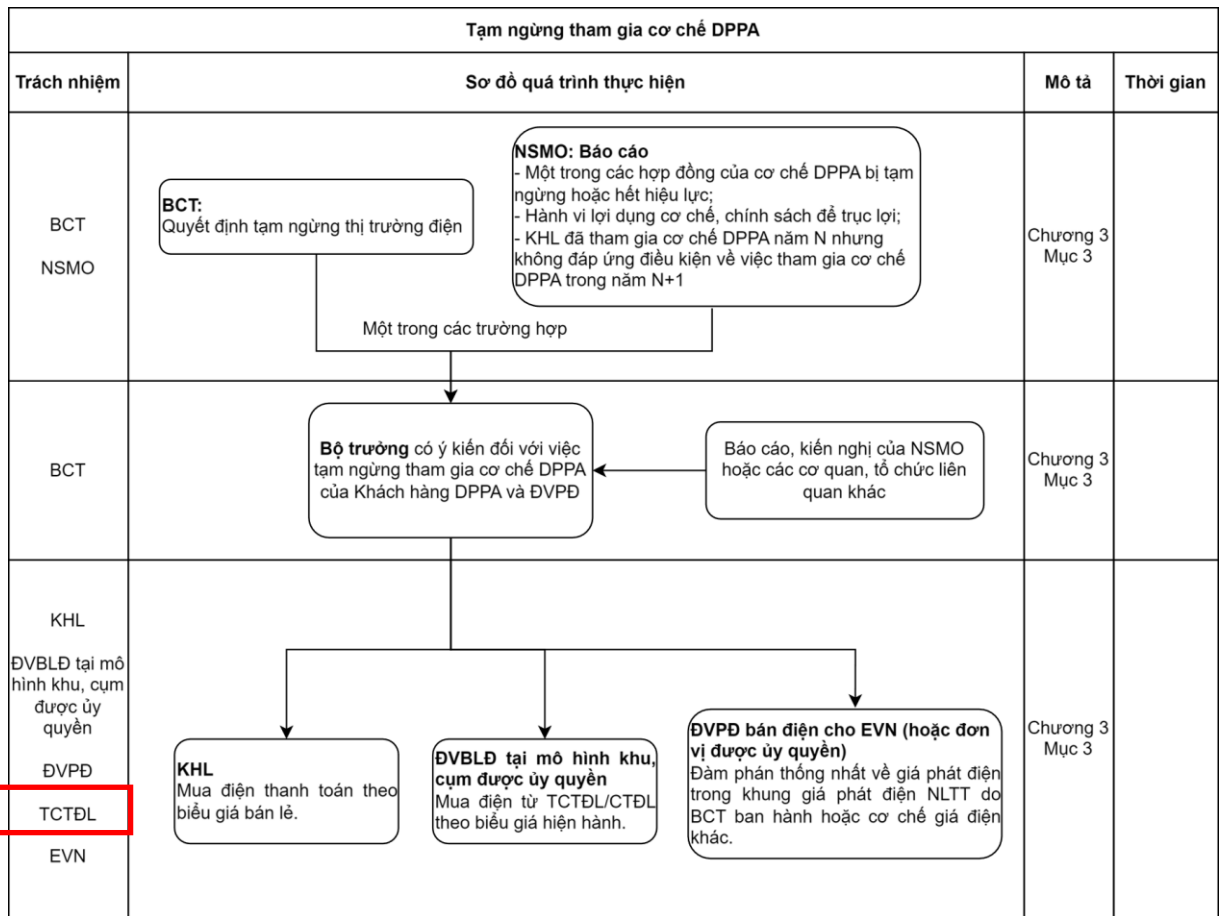 Tạm ngừng tham gia cơ chế DPPA
Trách nhiệm
Sơ đồ quá trình thực hiện
Mô tả
Thời gian
BCT
NSMO
BCT:
Quyết định tạm ngừng thị trường điện
NSMO: Báo cáo
- Một trong các hợp đồng của cơ chế DPPA bị tạm
ngừng hoặc hết hiệu lực;
- Hành vi lợi dụng cơ chế, chính sách để trục lợi;
- KHL đã tham gia cơ chế DPPA năm N nhưng
không đáp ứng điều kiện về việc tham gia cơ chế
DPPA trong năm N+1
Chương 3
Mục 3
Một trong các trường hợp
BCT
Bộ trưởng có ý kiến đối với việc
tạm ngừng tham gia cơ chế DPPA
của Khách hàng DPPA và ĐVPĐ
Báo cáo, kiến nghị của NSMO
hoặc các cơ quan, tổ chức liên
quan khác
Chương 3
Mục 3
KHL
ĐVBLĐ tại mô
hình khu, cụm
được ủy
quyền
ĐVPĐ
TCTĐL
EVN
KHL
Mua điện thanh toán theo
biểu giá bán lẻ.
ĐVBLĐ tại mô hình khu,
cụm được ủy quyền
Mua điện từ TCTĐL/CTĐL
theo biểu giá hiện hành.
ĐVPĐ bán điện cho EVN (hoặc đơn
vị được ủy quyền)
Đàm phán thống nhất về giá phát điện
trong khung giá phát điện NLTT do
BCT ban hành hoặc cơ chế giá điện
khác.
Chương 3
Mục 3